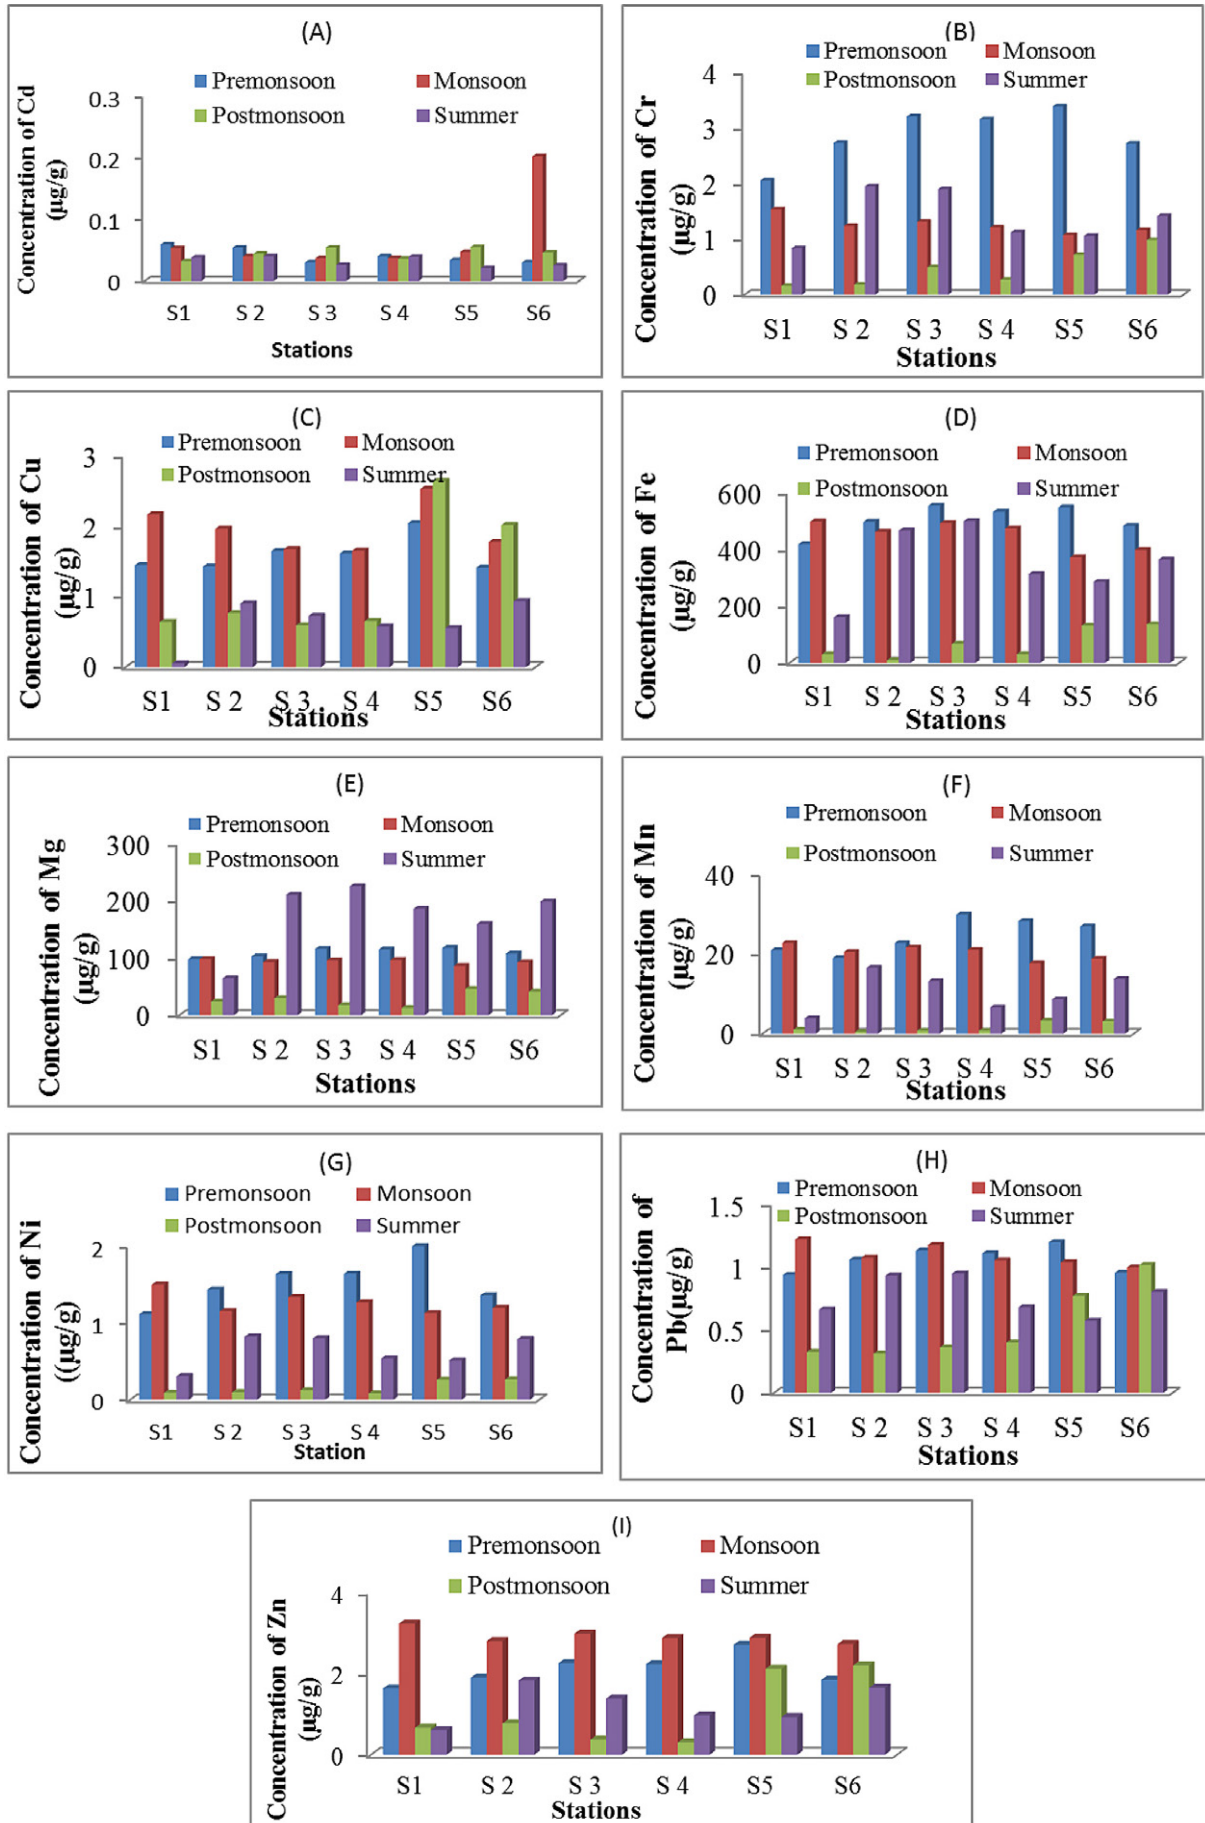 (A)
Premonsoon Monsoon
Postmonsoon Summer
Concentration of Cd
(µg/g)
0.3
0.2
0.1
0
S1 S 2 S 3 S 4 S5 S6
Stations
(B)
Premonsoon Monsoon
Postmonsoon Summer
Concentration of Cr
(µg/g)
4
3
2
1
0
S1 S 2 S 3 S 4 S5 S6
Stations
(C)
Premonsoon Monsoon
Postmonsoon Summer
Concentration of Cu
(µg/g)
3
2
1
0
S1 S 2 S 3 S 4 S5 S6
Stations
(D)
Premonsoon Monsoon
Postmonsoon Summer
Concentration of Fe
(µg/g)
600
400
200
0
S1 S 2 S 3 S 4 S5 S6
Stations
(E)
Premonsoon Monsoon
Postmonsoon Summer
Concentration of Mg
(µg/g)
300
200
100
0
S1 S 2 S 3 S 4 S5 S6
Stations
(F)
Premonsoon Monsoon
Postmonsoon Summer
Concentration of Mn
(µg/g)
40
20
0
S1 S 2 S 3 S 4 S5 S6
Stations
(G)
Premonsoon Monsoon
Postmonsoon Summer
Concentration of Ni
((µg/g)
2
1
0
S1 S 2 S 3 S 4 S5 S6
Station
(H)
Premonsoon Monsoon
Postmonsoon Summer
Concentration of
Pb(µg/g)
1.5
1
0.5
0
S1 S 2 S 3 S 4 S5 S6
Stations
(I)
Premonsoon Monsoon
Postmonsoon Summer
Concentration of Zn
(µg/g)
4
2
0
S1 S 2 S 3 S 4 S5 S6
Stations